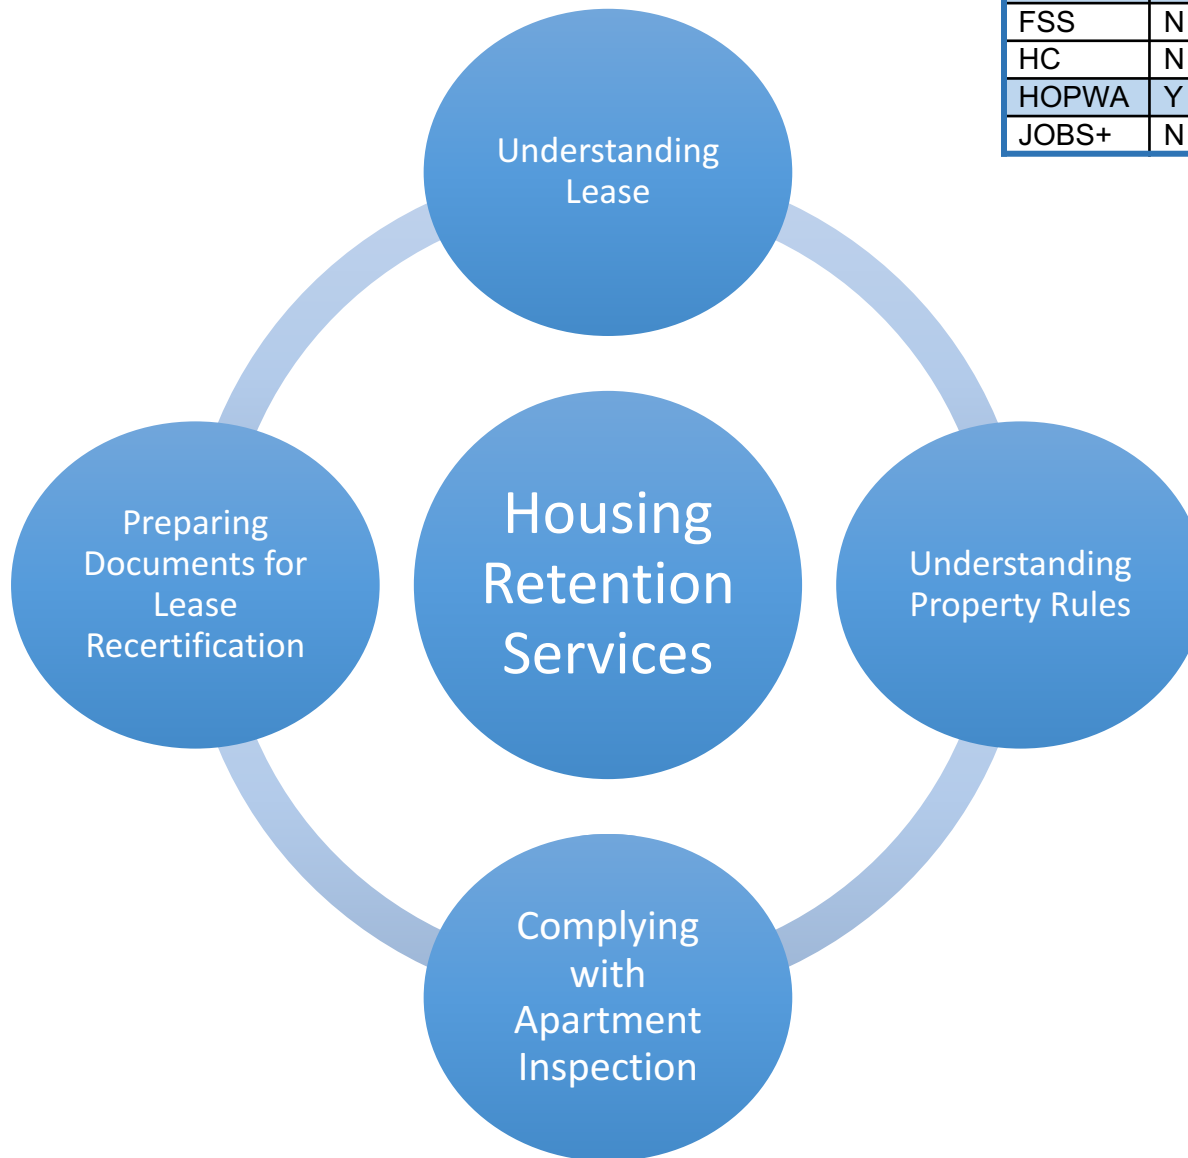 FSS N
HC N
HOPWA Y
JOBS+ N
Understanding
Lease
Preparing
Documents for
Lease
Recertification
Housing
Retention
Services
Understanding
Property Rules
Complying
with
Apartment
Inspection